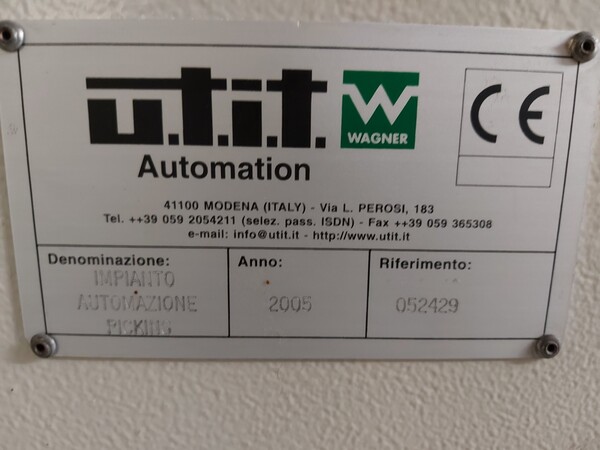 u.t.i.t.
W
WAGNER
Automation
CE
41100 MODENA (ITALY) - Via L. PEROSI, 183
Tel. ++39 059 2054211 (selez. pass. ISDN) - Fax ++39 059 365308
e-mail: info@utit.it - http://www.utit.it
Denominazione: Anno: Riferimento:
IMPIANTO
AUTOMAZIONE 2005 052429
PICKING